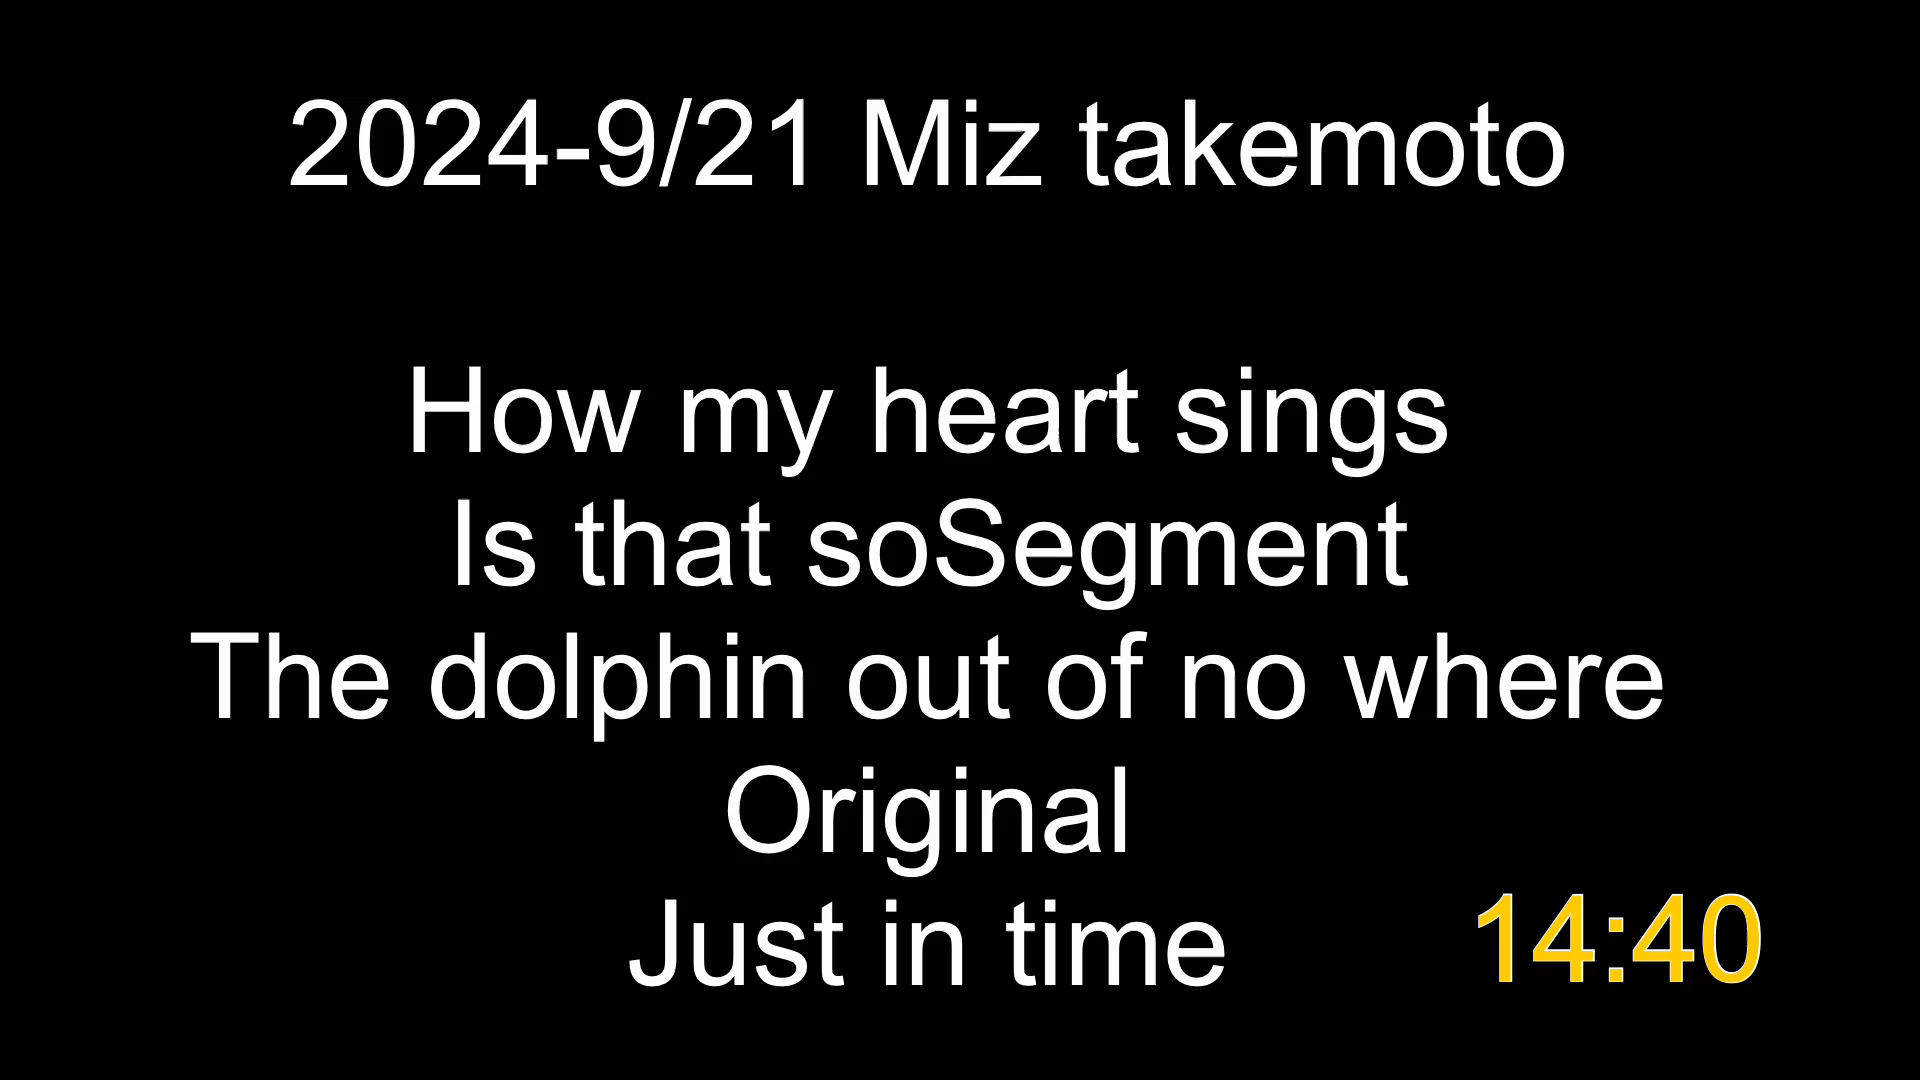 2024-9/21 Miz takemoto
How my heart sings
Is that soSegment
The dolphin out of no where
Original
Just in time
14:40